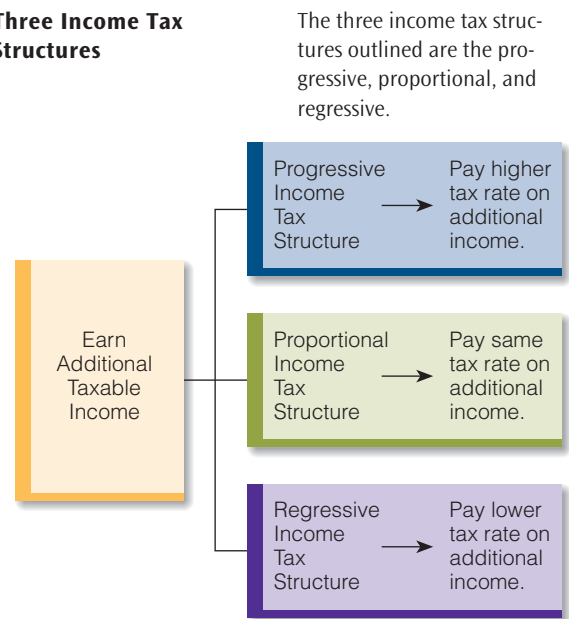 Three Income Tax
Structures
The three income tax struc-
tures outlined are the pro-
gressive, proportional, and
regressive.
Earn
Additional
Taxable
Income
Progressive
Income
Tax
Structure
Pay higher
tax rate on
additional
income.
Proportional
Income
Tax
Structure
Pay same
tax rate on
additional
income.
Regressive
Income
Tax
Structure
Pay lower
tax rate on
additional
income.